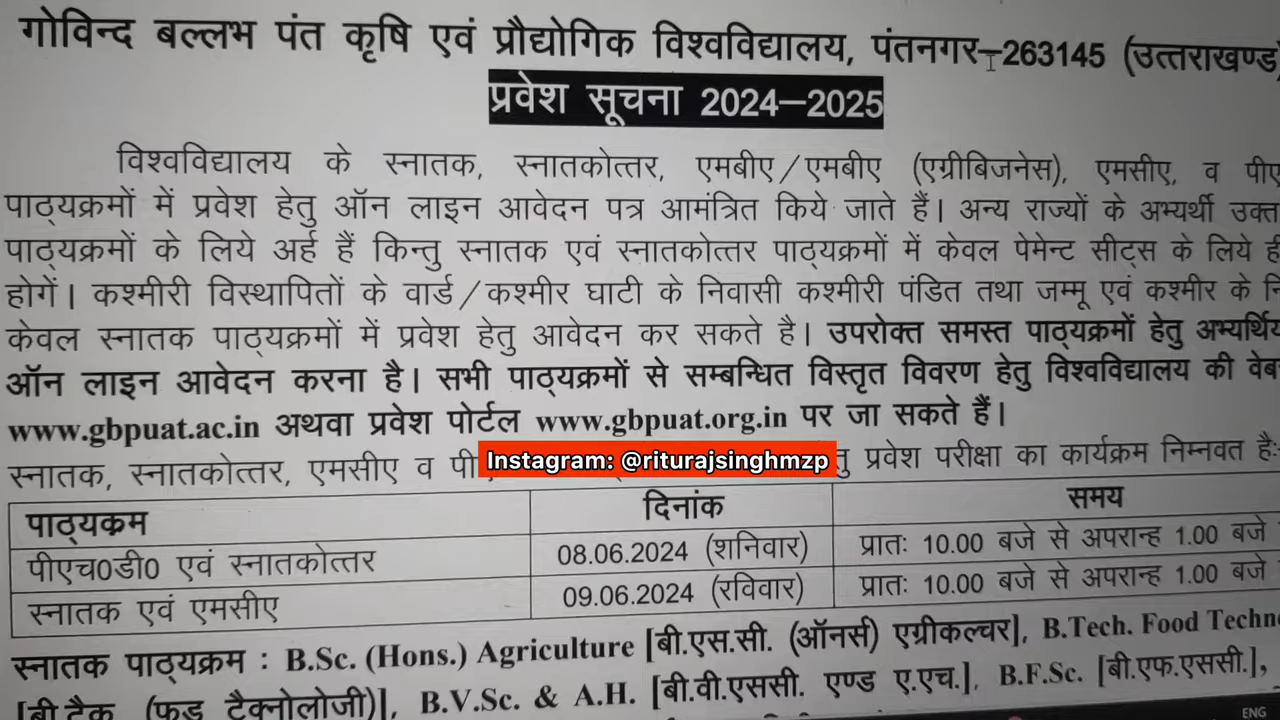 गोविन्द बल्लभ पंत कृषि एवं प्रौद्योगिक विश्वविद्यालय, पंतनगर–263145 (उत्तराखण्ड)
प्रवेश सूचना 2024–2025
विश्वविद्यालय के स्नातक, स्नातकोत्तर, एमबीए/एमबीए (एग्रीबिजनेस), एमसीए, व
पाठ्यक्रमों में प्रवेश हेतु ऑन लाइन आवेदन पत्र आमंत्रित किये जाते हैं। अन्य राज्यों के अभ्यर्थी उक्त
पाठ्यक्रमों के लिये अर्ह हैं किन्तु स्नातक एवं स्नातकोत्तर पाठ्यक्रमों में केवल पेमेन्ट सीट्स के लिये
होगें। कश्मीरी विस्थापितों के वार्ड/कश्मीर घाटी के निवासी कश्मीरी पंडित तथा जम्मू एवं कश्मीर के
केवल स्नातक पाठ्यक्रमों में प्रवेश हेतु आवेदन कर सकते है। उपरोक्त समस्त पाठ्यक्रमों हेतु
ऑन लाइन आवेदन करना है। सभी पाठ्यक्रमों से सम्बन्धित विस्तृत विवरण हेतु विश्वविद्यालय की
www.gbpuat.ac.in अथवा प्रवेश पोर्टल www.gbpuat.org.in पर जा सकते हैं।
स्नातक, स्नातकोत्तर, एमसीए व प्रवेश परीक्षा का कार्यक्रम निम्नवत है:
Instagram: @riturajsinghmzp
पाठ्यक्रम दिनांक समय
पीएच0डी0 एवं स्नातकोत्तर 08.06.2024 (शनिवार) प्रातः 10.00 बजे से अपरान्ह 1.00 बजे
स्नातक एवं एमसीए 09.06.2024 (रविवार) प्रातः 10.00 बजे से अपरान्ह 1.00 बजे
स्नातक पाठ्यक्रम : B.Sc. (Hons.) Agriculture [बी.एस.सी. (ऑनर्स) एग्रीकल्चर], B.Tech. Food
[बी.टैक (फूड टैक्नोलोजी)], B.V.Sc. & A.H. [बी.वी.एससी. एण्ड ए.एच.], B.F.Sc. [बी.एफ.एससी.],
ENG